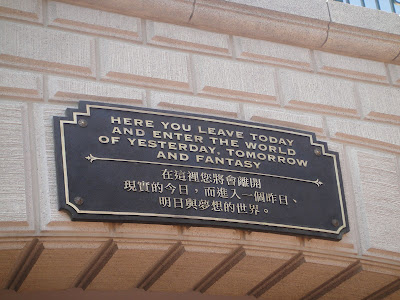 HERE YOU LEAVE TODAY
AND ENTER THE WORLD
OF YESTERDAY, TOMORROW
AND FANTASY
在這裡您將會離開
現實的今日，而進入一個昨日、
明日與夢想的世界。